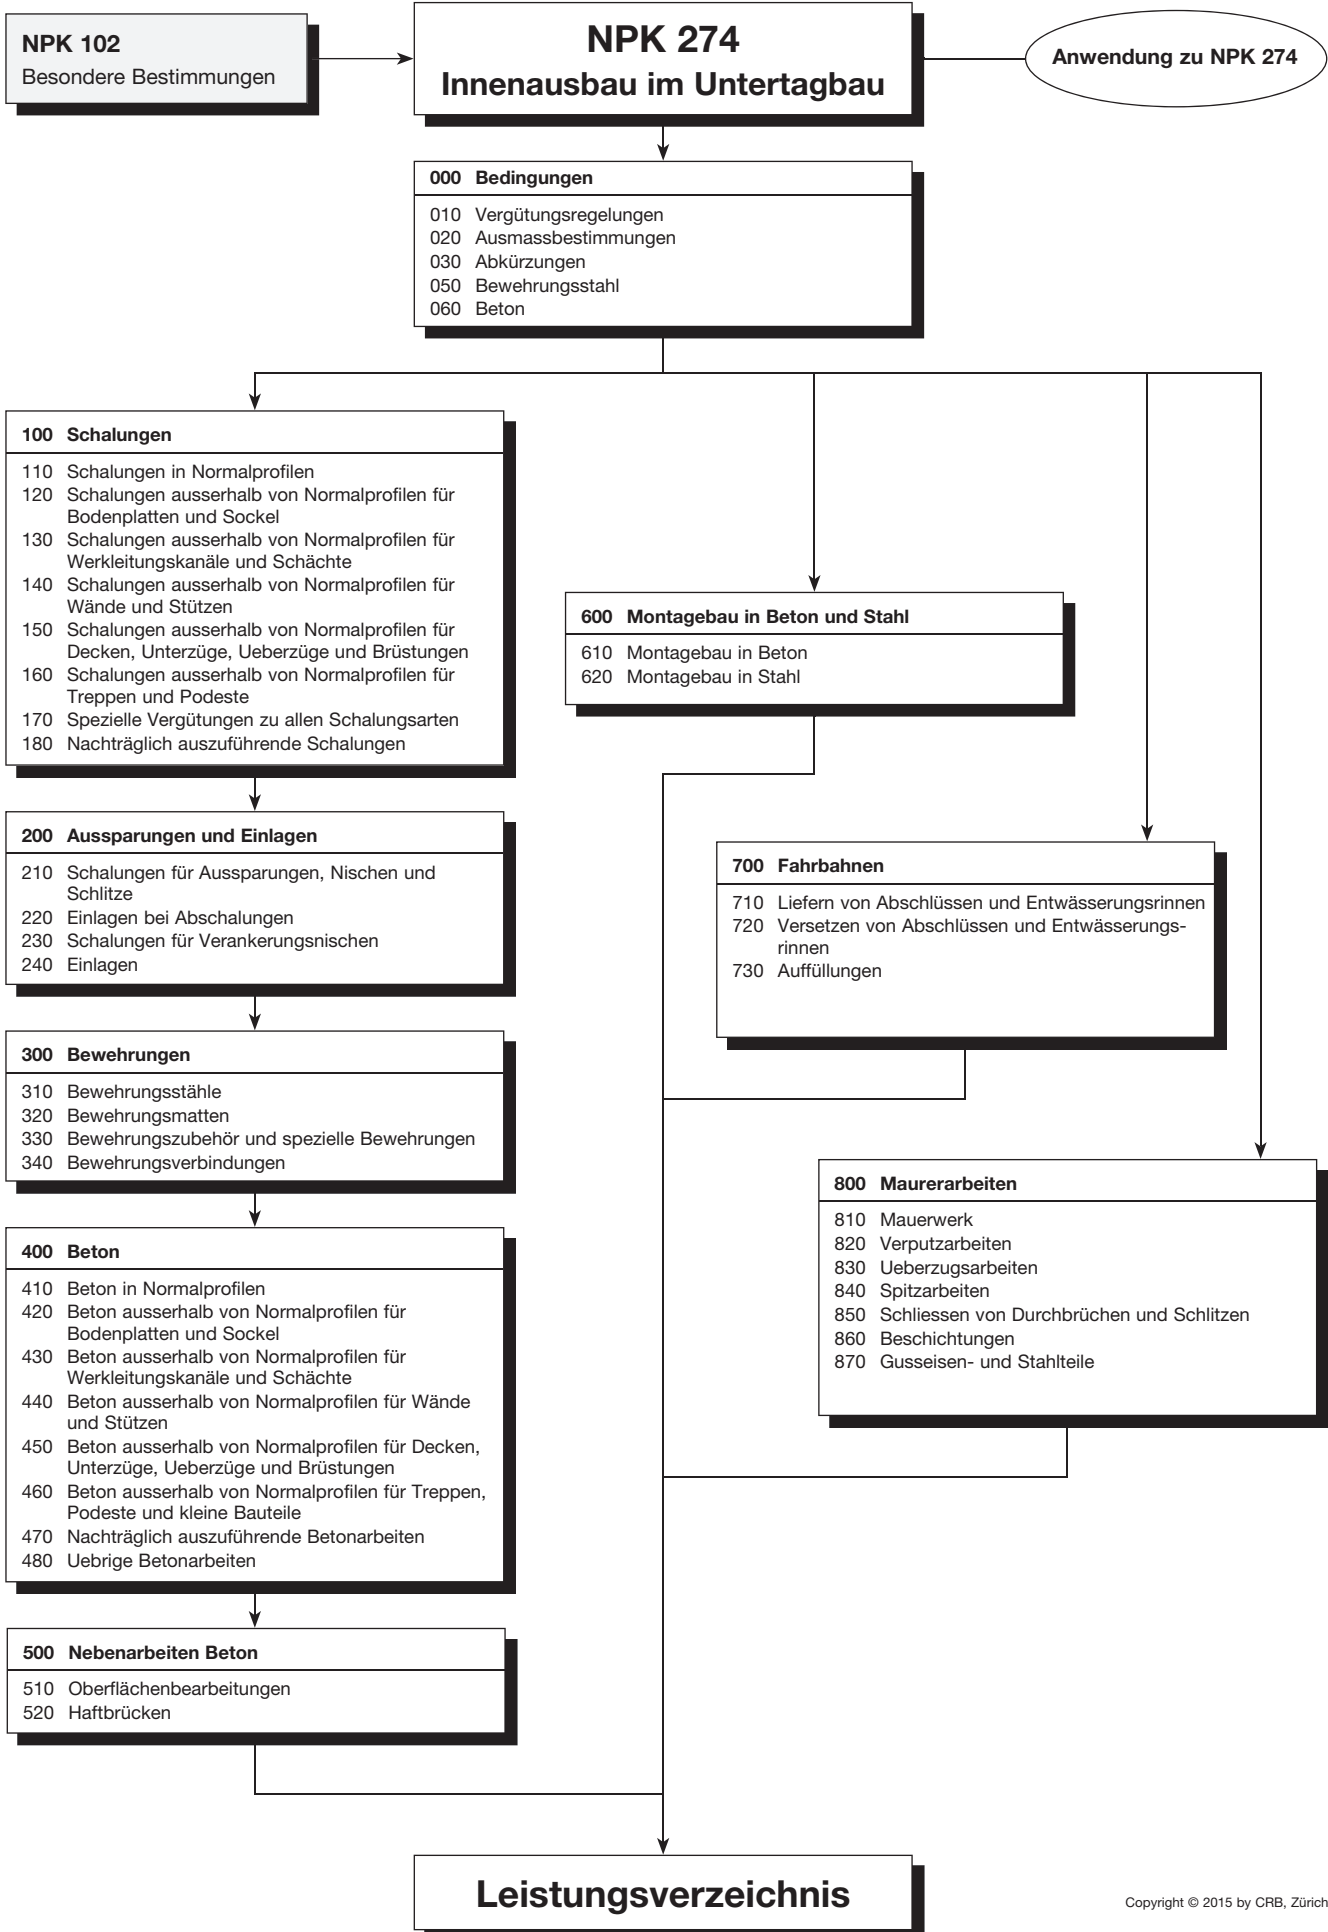 NPK 102
Besondere Bestimmungen
NPK 274
Innenausbau im Untertagbau
Anwendung zu NPK 274
000 Bedingungen
010 Vergütungsregelungen
020 Ausmassbestimmungen
030 Abkürzungen
050 Bewehrungsstahl
060 Beton
100 Schalungen
110 Schalungen in Normalprofilen
120 Schalungen ausserhalb von Normalprofilen für
Bodenplatten und Sockel
130 Schalungen ausserhalb von Normalprofilen für
Werkleitungskanäle und Schächte
140 Schalungen ausserhalb von Normalprofilen für
Wände und Stützen
150 Schalungen ausserhalb von Normalprofilen für
Decken, Unterzüge, Ueberzüge und Brüstungen
160 Schalungen ausserhalb von Normalprofilen für
Treppen und Podeste
170 Spezielle Vergütungen zu allen Schalungsarten
180 Nachträglich auszuführende Schalungen
200 Aussparungen und Einlagen
210 Schalungen für Aussparungen, Nischen und
Schlitze
220 Einlagen bei Abschalungen
230 Schalungen für Verankerungsnischen
240 Einlagen
300 Bewehrungen
310 Bewehrungsstähle
320 Bewehrungsmatten
330 Bewehrungszubehör und spezielle Bewehrungen
340 Bewehrungsverbindungen
400 Beton
410 Beton in Normalprofilen
420 Beton ausserhalb von Normalprofilen für
Bodenplatten und Sockel
430 Beton ausserhalb von Normalprofilen für
Werkleitungskanäle und Schächte
440 Beton ausserhalb von Normalprofilen für Wände
und Stützen
450 Beton ausserhalb von Normalprofilen für Decken,
Unterzüge, Ueberzüge und Brüstungen
460 Beton ausserhalb von Normalprofilen für Treppen,
Podeste und kleine Bauteile
470 Nachträglich auszuführende Betonarbeiten
480 Uebrige Betonarbeiten
500 Nebenarbeiten Beton
510 Oberflächenbearbeitungen
520 Haftbrücken
600 Montagebau in Beton und Stahl
610 Montagebau in Beton
620 Montagebau in Stahl
700 Fahrbahnen
710 Liefern von Abschlüssen und Entwässerungsrinnen
720 Versetzen von Abschlüssen und Entwässerungs-
rinnen
730 Auffüllungen
800 Maurerarbeiten
810 Mauerwerk
820 Verputzarbeiten
830 Ueberzugsarbeiten
840 Spitzarbeiten
850 Schliessen von Durchbrüchen und Schlitzen
860 Beschichtungen
870 Gusseisen- und Stahlteile
Leistungsverzeichnis
Copyright © 2015 by CRB, Zürich